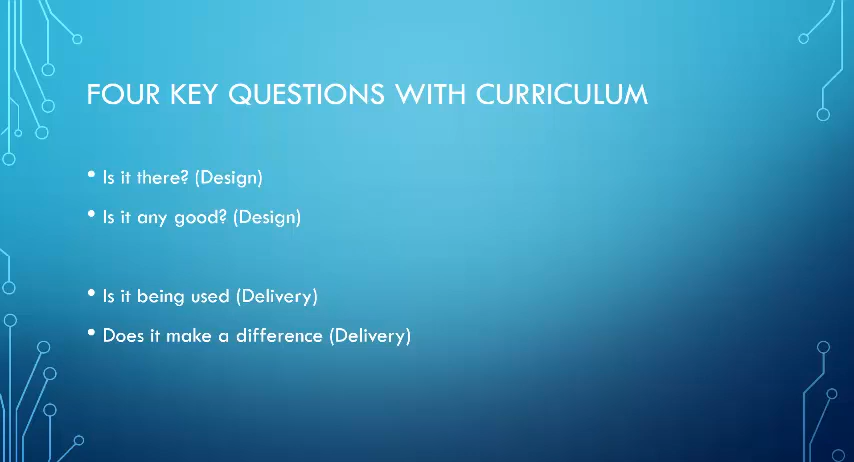 FOUR KEY QUESTIONS WITH CURRICULUM
• Is it there? (Design)
• Is it any good? (Design)
• Is it being used (Delivery)
• Does it make a difference (Delivery)